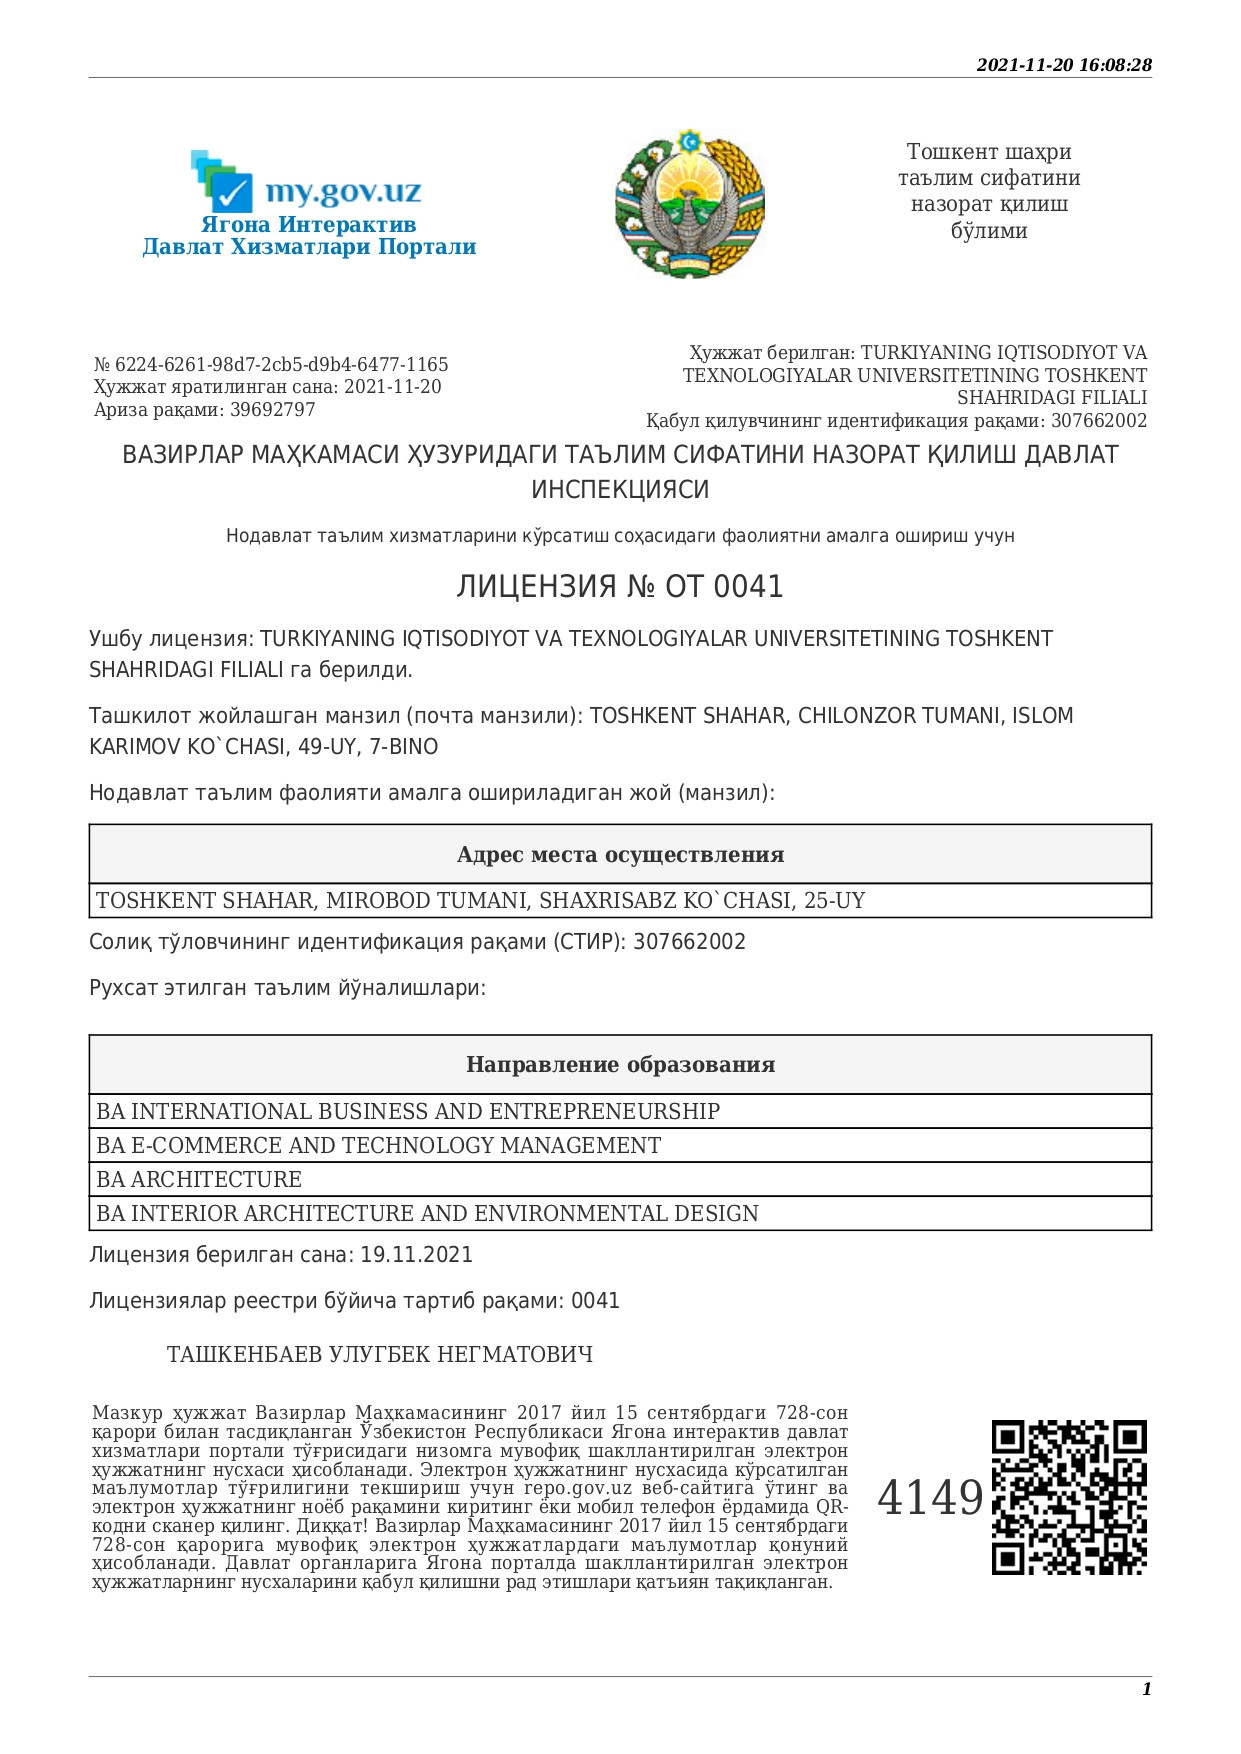 2021-11-20 16:08:28
my.gov.uz
Ягона Интерактив
Давлат Хизматлари Портали
Тошкент шаҳри
таълим сифатини
назорат қилиш
бўлими
№ 6224-6261-98d7-2cb5-d9b4-6477-1165
Ҳужжат яратилинган сана: 2021-11-20
Ариза рақами: 39692797
Ҳужжат берилган: TURKIYANING IQTISODIYOT VA
TEXNOLOGIYALAR UNIVERSITETINING TOSHKENT
SHAHRIDAGI FILIALI
Қабул қилувчининг идентификация рақами: 307662002
ВАЗИРЛАР МАҲКАМАСИ ҲУЗУРИДАГИ ТАЪЛИМ СИФАТИНИ НАЗОРАТ ҚИЛИШ ДАВЛАТ
ИНСПЕКЦИЯСИ
Нодавлат таълим хизматларини кўрсатиш соҳасидаги фаолиятни амалга ошириш учун
ЛИЦЕНЗИЯ № ОТ 0041
Ушбу лицензия: TURKIYANING IQTISODIYOT VA TEXNOLOGIYALAR UNIVERSITETINING TOSHKENT
SHAHRIDAGI FILIALI га берилди.
Ташкилот жойлашган манзил (почта манзили): TOSHKENT SHAHAR, CHILONZOR TUMANI, ISLOM
KARIMOV KO`CHASI, 49-UY, 7-BINO
Нодавлат таълим фаолияти амалга ошириладиган жой (манзил):
Адрес места осуществления
TOSHKENT SHAHAR, MIROBOD TUMANI, SHAXRISABZ KO`CHASI, 25-UY
Солиқ тўловчининг идентификация рақами (СТИР): 307662002
Рухсат этилган таълим йўналишлари:
Направление образования
BA INTERNATIONAL BUSINESS AND ENTREPRENEURSHIP
BA E-COMMERCE AND TECHNOLOGY MANAGEMENT
BA ARCHITECTURE
BA INTERIOR ARCHITECTURE AND ENVIRONMENTAL DESIGN
Лицензия берилган сана: 19.11.2021
Лицензиялар реестри бўйича тартиб рақами: 0041
ТАШКЕНБАЕВ УЛУГБЕК НЕГМАТОВИЧ
Мазкур ҳужжат Вазирлар Маҳкамасининг 2017 йил 15 сентябрдаги 728-сон
қарори билан тасдиқланган Ўзбекистон Республикаси Ягона интерактив давлат
хизматлари портали тўғрисидаги низомга мувофиқ шакллантирилган электрон
ҳужжатнинг нусхаси ҳисобланади. Электрон ҳужжатнинг нусхасида кўрсатилган
маълумотлар тўғрилигини текшириш учун repo.gov.uz веб-сайтига ўтинг ва
электрон ҳужжатнинг ноёб рақамини киритинг ёки мобил телефон ёрдамида QR-
кодни сканер қилинг. Диққат! Вазирлар Маҳкамасининг 2017 йил 15 сентябрдаги
728-сон қарорига мувофиқ электрон ҳужжатлардаги маълумотлар қонуний
ҳисобланади. Давлат органларига Ягона порталда шакллантирилган электрон
ҳужжатларнинг нусхаларини қабул қилишни рад этишлари қатъиян тақиқланган.
4149
1